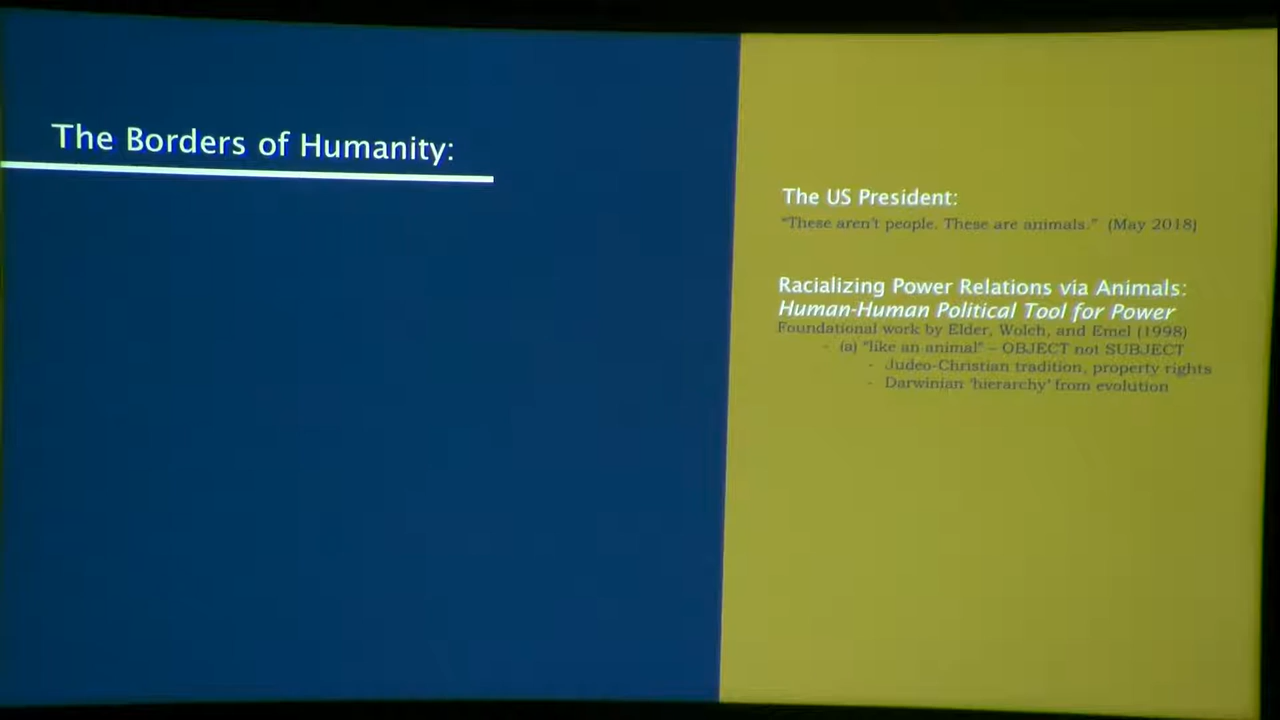 The Borders of Humanity:
The US President:
"These aren't people. These are animals." (May 2018)
Racializing Power Relations via Animals:
Human-Human Political Tool for Power
Foundational work by Elder, Wolch, and Emel (1998)
- (a) "like an animal" – OBJECT not SUBJECT
- Judeo-Christian tradition, property rights
- Darwinian 'hierarchy' from evolution